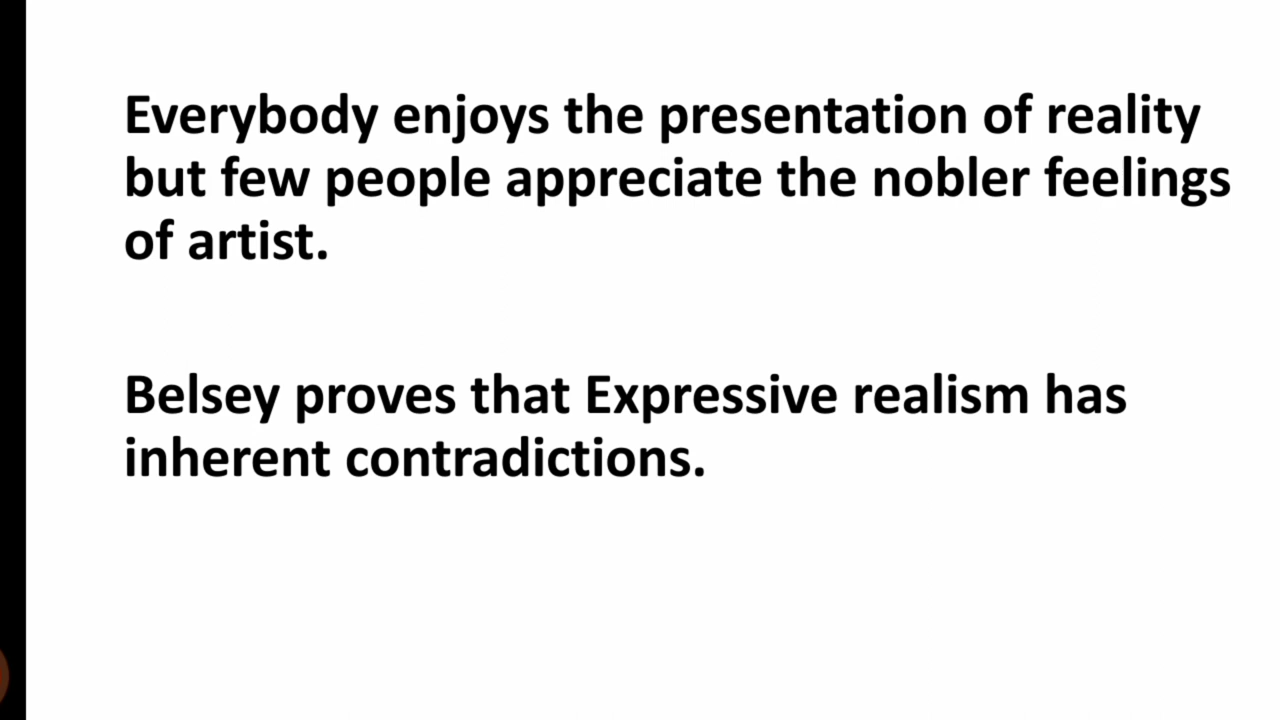 Everybody enjoys the presentation of reality
but few people appreciate the nobler feelings
of artist.
Belsey proves that Expressive realism has
inherent contradictions.